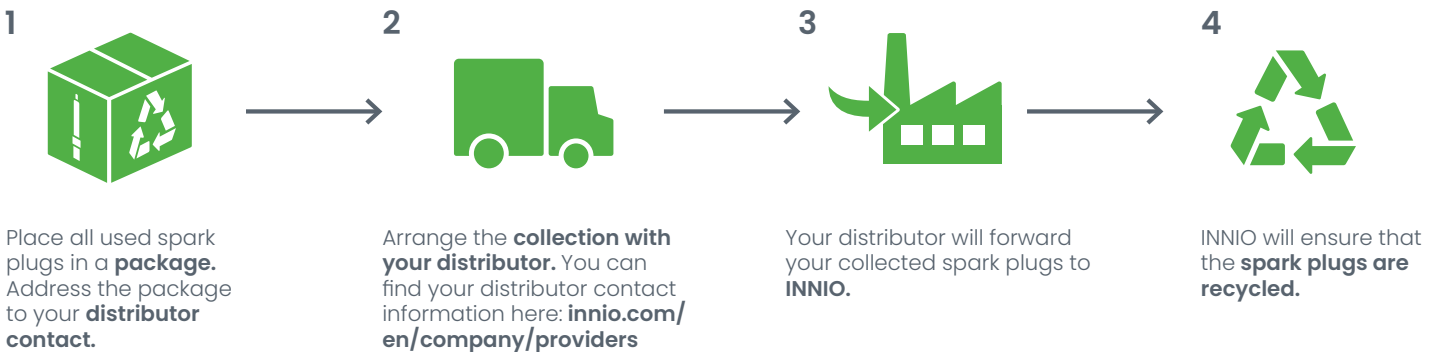 1
Place all used spark
plugs in a package.
Address the package
to your distributor
contact.
2
Arrange the collection with
your distributor. You can
find your distributor contact
information here: innio.com/
en/company/providers
3
Your distributor will forward
your collected spark plugs to
INNIO.
4
INNIO will ensure that
the spark plugs are
recycled.